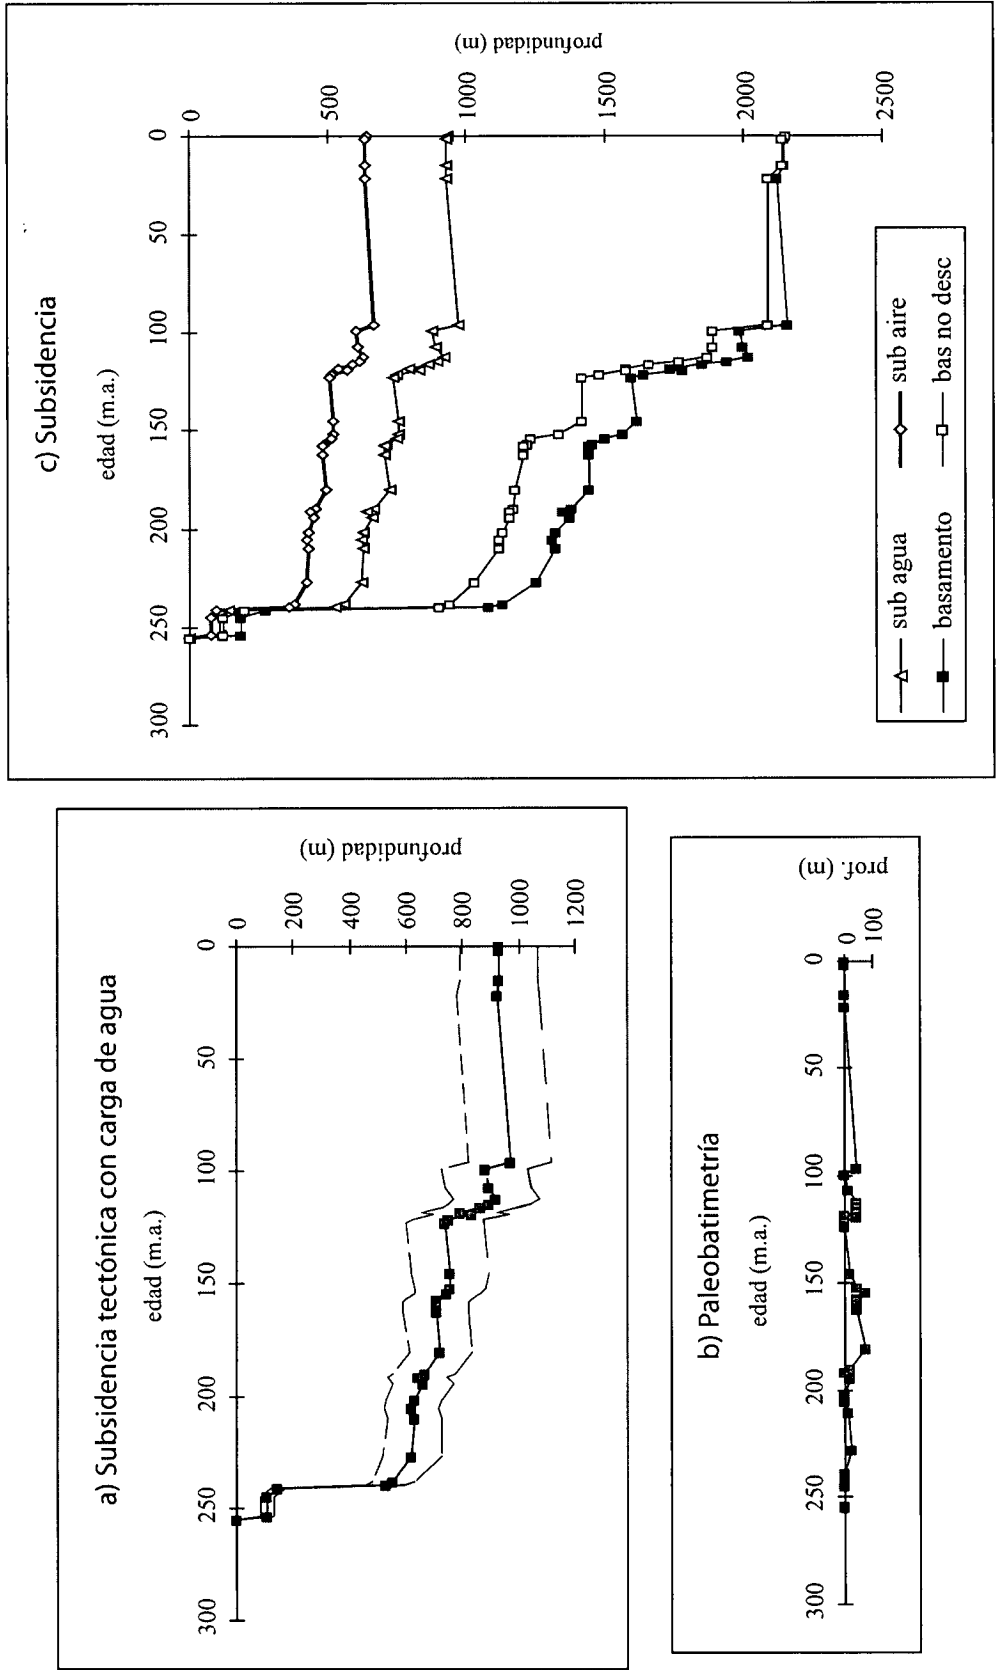 a) Subsidencia tectónica con carga de agua
edad (m.a.)
300 250 200 150 100 50 0
0
200
400
600
800
1000
1200
profundidad (m)
b) Paleobatimetría
edad (m.a.)
300 250 200 150 100 50 0
0
100
prof. (m)
c) Subsidencia
edad (m.a.)
300 250 200 150 100 50 0
0
500
1000
1500
2000
2500
profundidad (m)
sub agua sub aire
basamento bas no desc